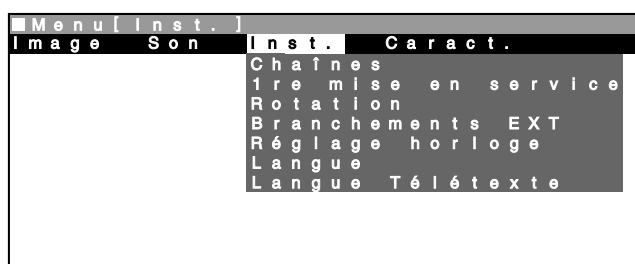 ■Menu[Inst. ]
Image Son Inst. Caract.
Chaînes
1re mise en service
Rotation
Branchements EXT
Réglage horloge
Langue
Langue Télétexte